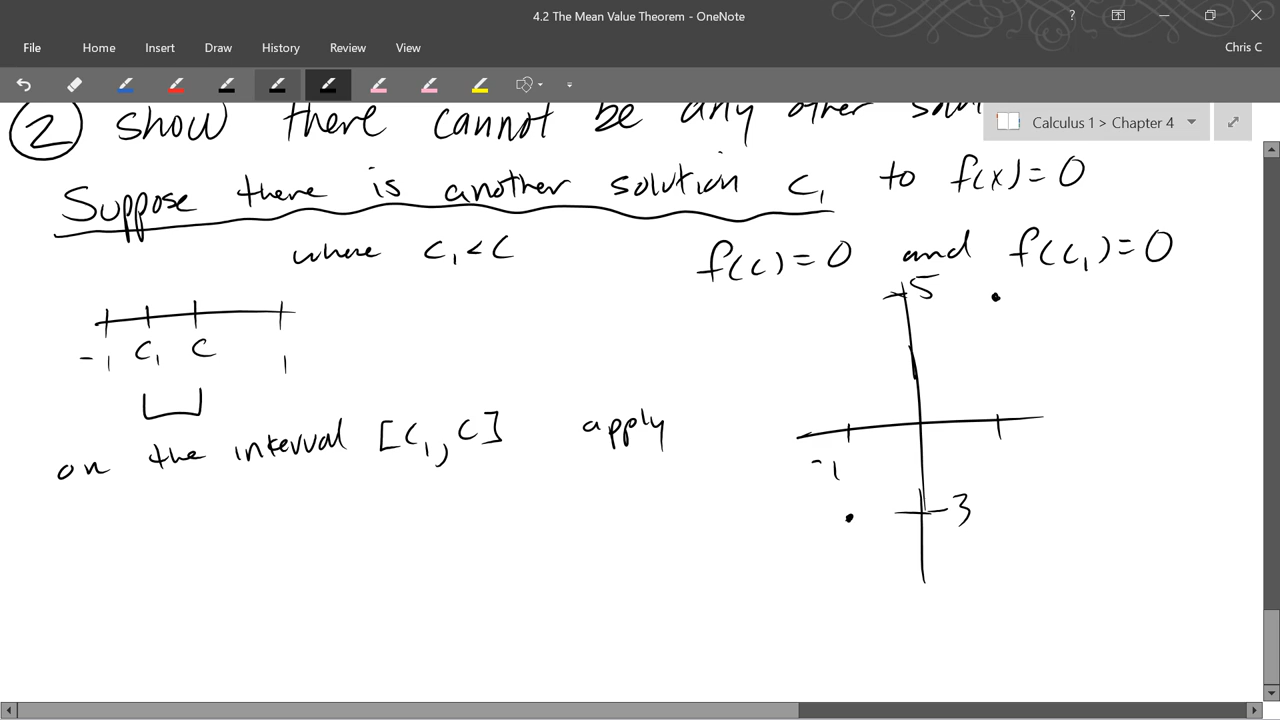 4.2 The Mean Value Theorem - OneNote
?
File Home Insert Draw History Review View
Chris C
Calculus 1 > Chapter 4
② show there cannot be any other
Suppose there is another solution c₁ to f(x)=0
where c₁<c
f(c)=0 and f(c₁)=0
5
-1 c₁ c 1
on the interval [c₁,c] apply
-1
-3